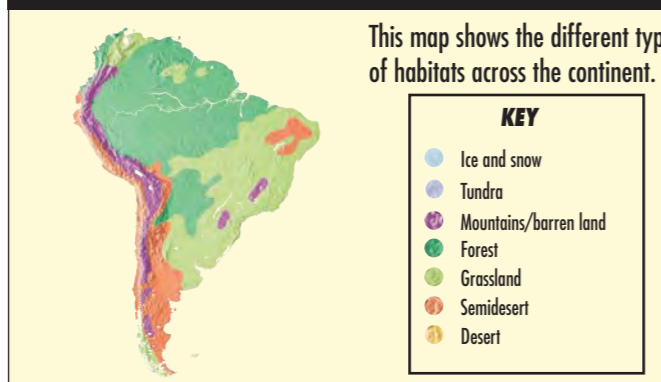 This map shows the different
of habitats across the continent.
KEY
Ice and snow
Tundra
Mountains/barren land
Forest
Grassland
Semidesert
Desert